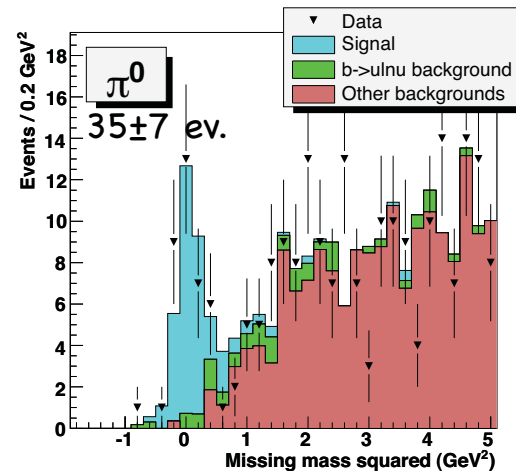 Data
Signal
b->ulnu background
Other backgrounds
π⁰
35±7 ev.
Events / 0.2 GeV²
18
16
14
12
10
8
6
4
2
0
-1 0 1 2 3 4 5
Missing mass squared (GeV²)